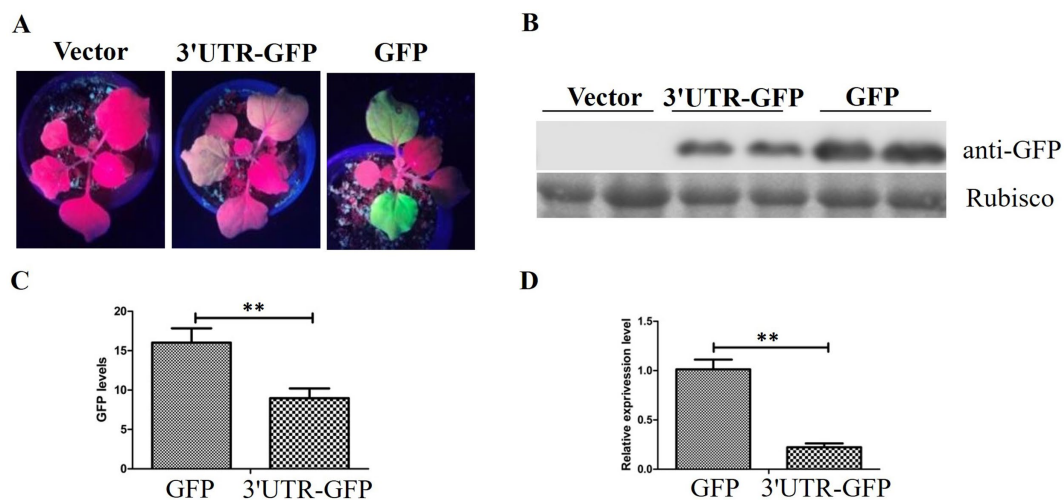 A
Vector 3'UTR-GFP GFP
B
Vector 3'UTR-GFP GFP
anti-GFP
Rubisco
C
**
GFP levels
20
15
10
5
0
GFP 3'UTR-GFP
D
**
Relative exprivession level
1.5
1.0
0.5
0.0
GFP 3'UTR-GFP